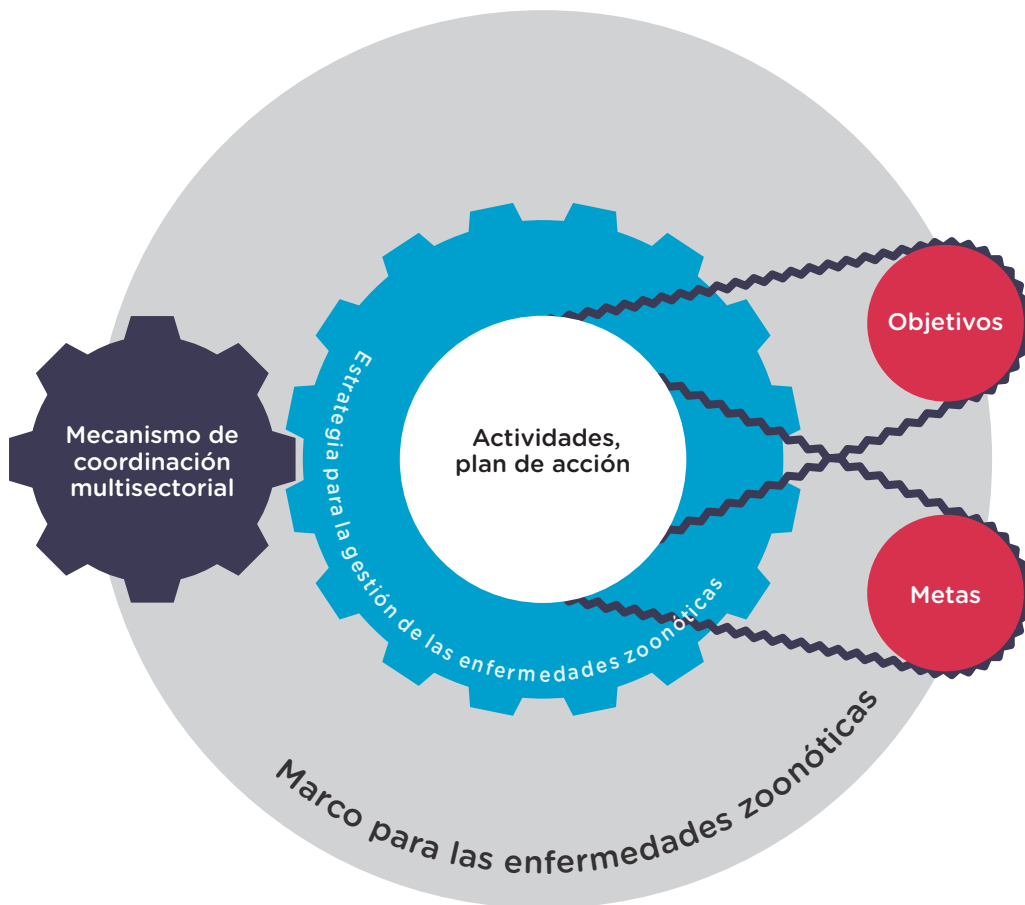 Mecanismo de
coordinación
multisectorial
Estrategia para la gestión de las enfermedades zoonóticas
Actividades,
plan de acción
Objetivos
Metas
Marco para las enfermedades zoonóticas